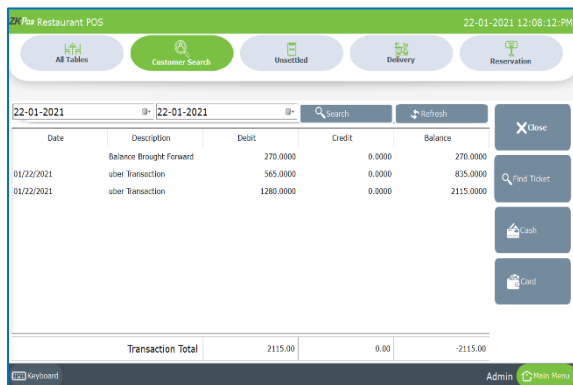 ZKPos Restaurant POS 22-01-2021 12:08:12:PM
All Tables Customer Search Unsettled Delivery Reservation
22-01-2021 22-01-2021 Search Refresh
Close
Date Description Debit Credit Balance
Balance Brought Forward 270.0000 0.0000 270.0000
01/22/2021 uber Transaction 565.0000 0.0000 835.0000
Find Ticket
01/22/2021 uber Transaction 1280.0000 0.0000 2115.0000
Cash
Card
Transaction Total 2115.00 0.00 -2115.00
Keyboard Admin Main Menu